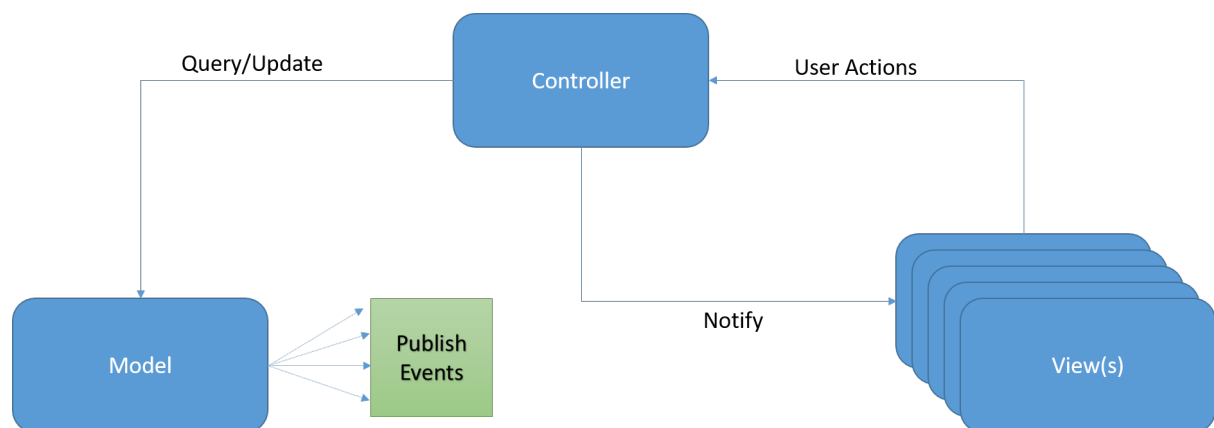 Query/Update
Controller
User Actions
Notify
Model
Publish
Events
View(s)